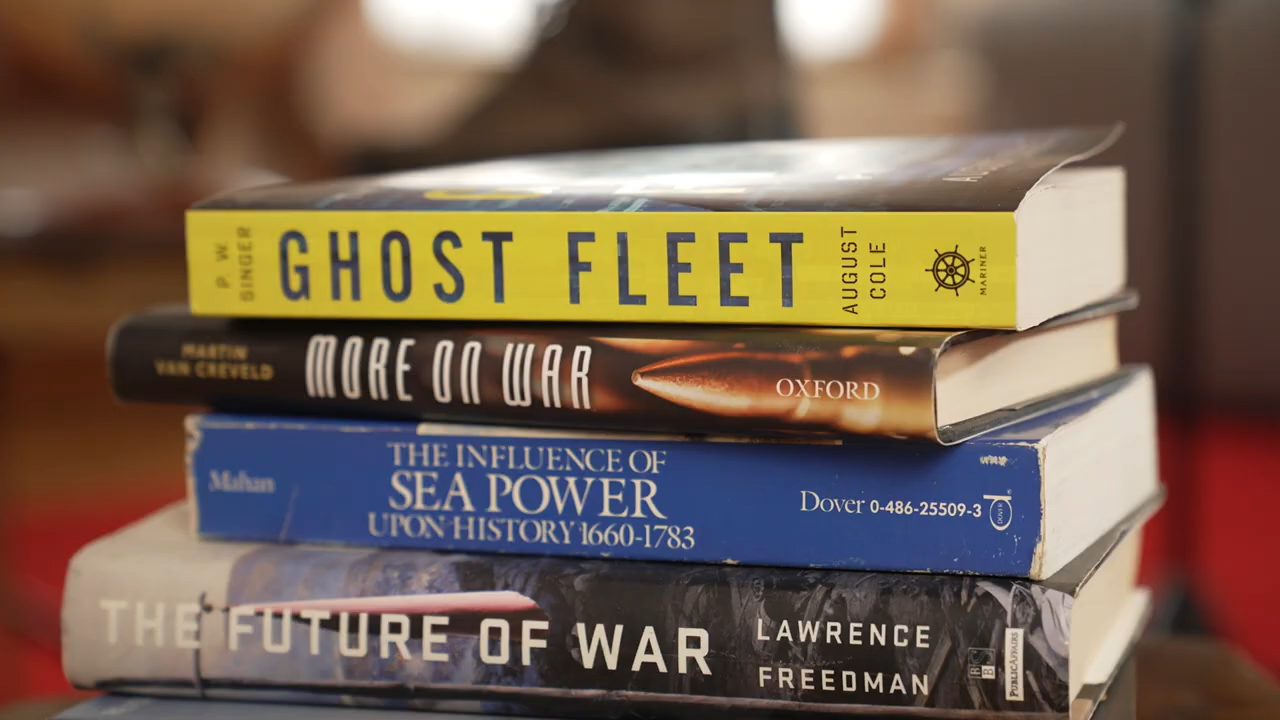 P. W.
SINGER
GHOST FLEET
AUGUST
COLE
MARINER
MARTIN
VAN CREVELD
MORE ON WAR
OXFORD
Mahan
THE INFLUENCE OF
SEA POWER
UPON HISTORY 1660-1783
Dover 0-486-25509-3
DOVER
THE FUTURE OF WAR
LAWRENCE
FREEDMAN
PUBLICAFFAIRS